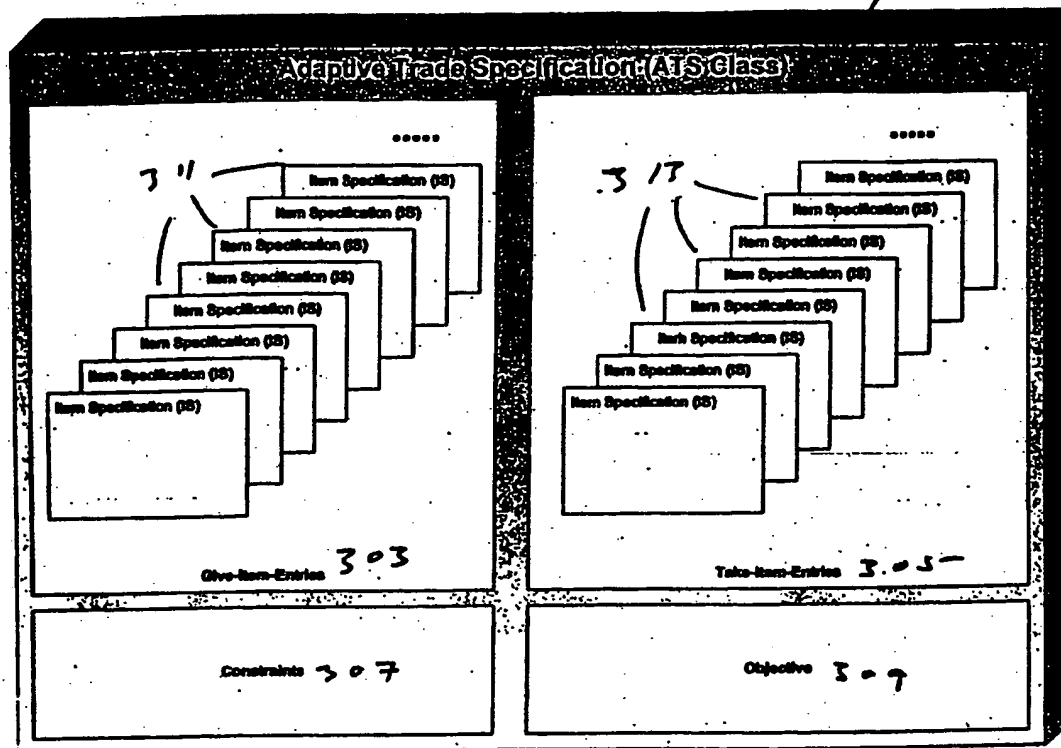 Adaptive Trade Specification (ATS Class)
.....
311
Item Specification (IS)
Item Specification (IS)
Item Specification (IS)
Item Specification (IS)
Item Specification (IS)
Item Specification (IS)
Item Specification (IS)
Item Specification (IS)
Give-Item-Entries 303
.....
313
Item Specification (IS)
Item Specification (IS)
Item Specification (IS)
Item Specification (IS)
Item Specification (IS)
Item Specification (IS)
Item Specification (IS)
Item Specification (IS)
Take-Item-Entries 305
Constraints 307
Objective 309